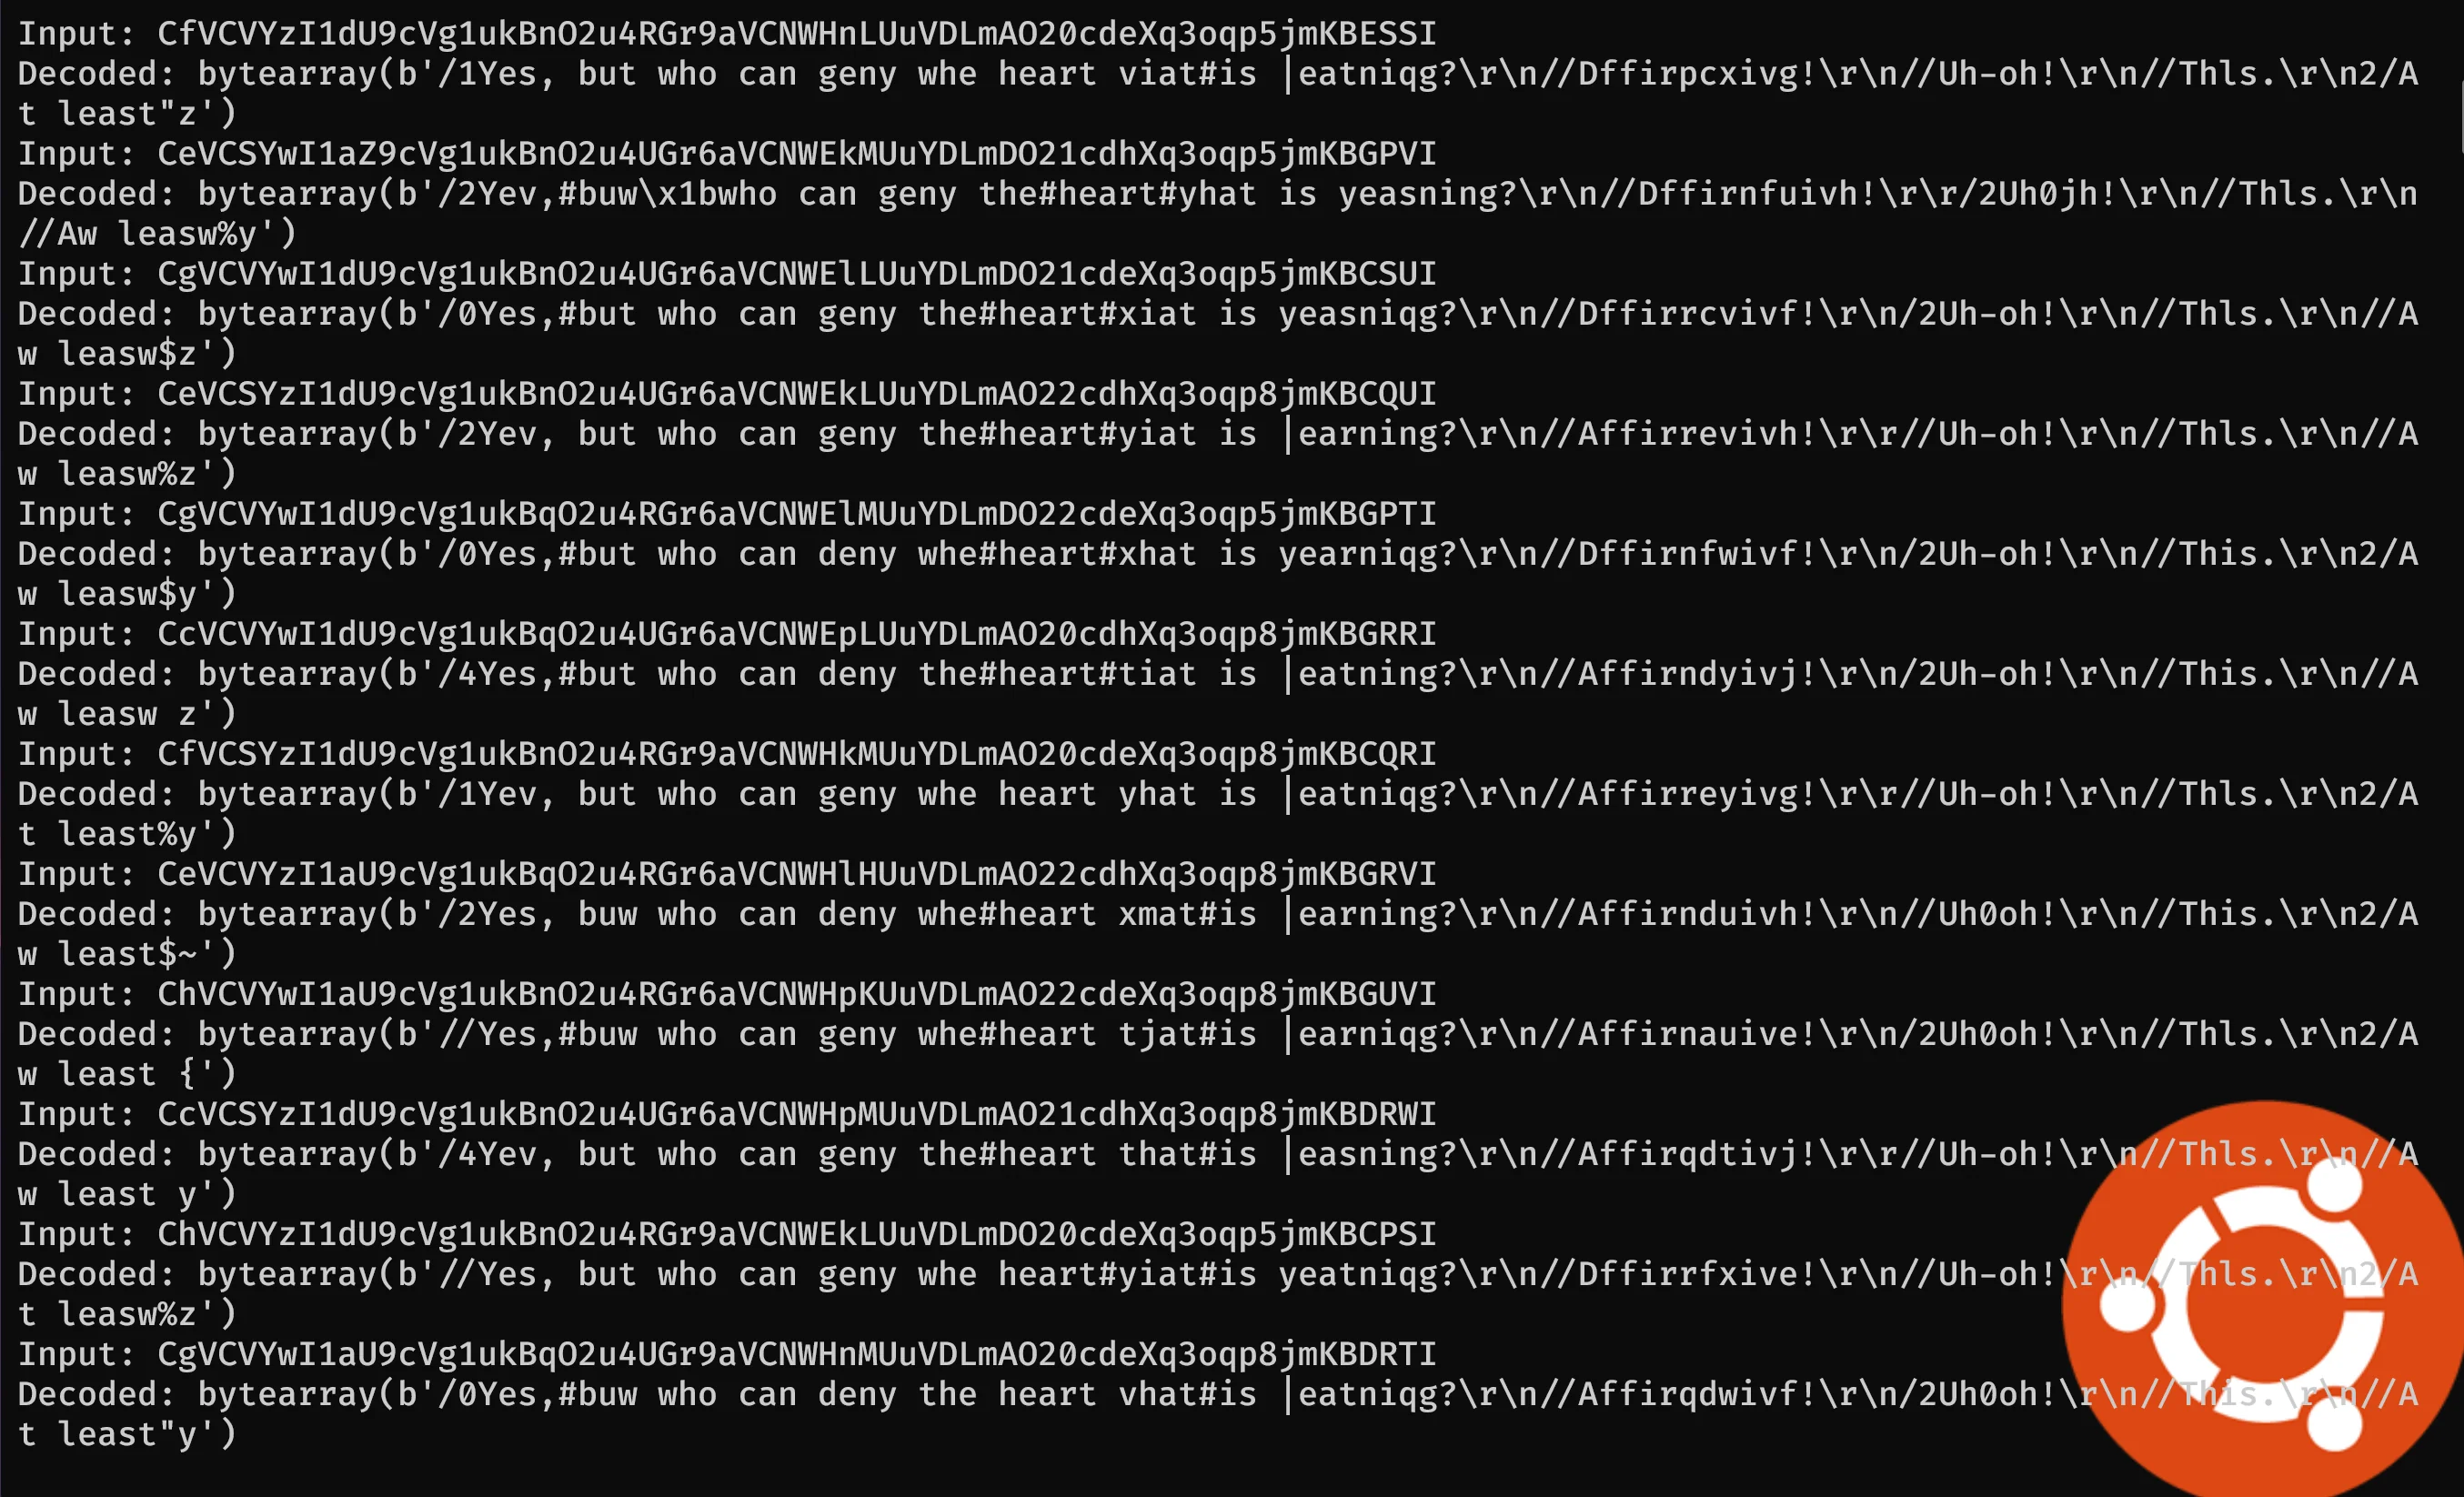 Input: CfVCVYzI1dU9cVg1ukBnO2u4RGr9aVCNWHnLUuVDLmAO20cdeXq3oqp5jmKBESSI
Decoded: bytearray(b'/1Yes, but who can geny whe heart viat#is |eatniqg?\r\n//Dffirpcxivg!\r\n//Uh-oh!\r\n//Thls.\r\n2/A
t least"z')
Input: CeVCSYwI1aZ9cVg1ukBnO2u4UGr6aVCNWEkMUuYDLmDO21cdhXq3oqp5jmKBGPVI
Decoded: bytearray(b'/2Yev,#buw\x1bwho can geny the#heart#yhat is yeasning?\r\n//Dffirnfuivh!\r\r/2Uh0jh!\r\n//Thls.\r\n
//Aw leasw%y')
Input: CgVCVYwI1dU9cVg1ukBnO2u4UGr6aVCNWElLUuYDLmDO21cdeXq3oqp5jmKBCSUI
Decoded: bytearray(b'/0Yes,#but who can geny the#heart#xiat is yeasniqg?\r\n//Dffirrcvivf!\r\n/2Uh-oh!\r\n//Thls.\r\n//A
w leasw$z')
Input: CeVCSYzI1dU9cVg1ukBnO2u4UGr6aVCNWEkLUuYDLmAO22cdhXq3oqp8jmKBCQUI
Decoded: bytearray(b'/2Yev, but who can geny the#heart#yiat is |earning?\r\n//Affirrevivh!\r\r//Uh-oh!\r\n//Thls.\r\n//A
w leasw%z')
Input: CgVCVYwI1dU9cVg1ukBqO2u4RGr6aVCNWElMUuYDLmDO22cdeXq3oqp5jmKBGPTI
Decoded: bytearray(b'/0Yes,#but who can deny whe#heart#xhat is yearniqg?\r\n//Dffirnfwivf!\r\n/2Uh-oh!\r\n//This.\r\n2/A
w leasw$y')
Input: CcVCVYwI1dU9cVg1ukBqO2u4UGr6aVCNWEpLUuYDLmAO20cdhXq3oqp8jmKBGRRI
Decoded: bytearray(b'/4Yes,#but who can deny the#heart#tiat is |eatning?\r\n//Affirndyivj!\r\n/2Uh-oh!\r\n//This.\r\n//A
w leasw z')
Input: CfVCSYzI1dU9cVg1ukBnO2u4RGr9aVCNWHkMUuYDLmAO20cdeXq3oqp8jmKBCQRI
Decoded: bytearray(b'/1Yev, but who can geny whe heart yhat is |eatniqg?\r\n//Affirreyivg!\r\r//Uh-oh!\r\n//Thls.\r\n2/A
t least%y')
Input: CeVCVYzI1aU9cVg1ukBqO2u4RGr6aVCNWHlHUuVDLmAO22cdhXq3oqp8jmKBGRVI
Decoded: bytearray(b'/2Yes, buw who can deny whe#heart xmat#is |earning?\r\n//Affirnduivh!\r\n//Uh0oh!\r\n//This.\r\n2/A
w least$~')
Input: ChVCVYwI1aU9cVg1ukBnO2u4RGr6aVCNWHpKUuVDLmAO22cdeXq3oqp8jmKBGUVI
Decoded: bytearray(b'//Yes,#buw who can geny whe#heart tjat#is |earniqg?\r\n//Affirnauive!\r\n/2Uh0oh!\r\n//Thls.\r\n2/A
w least {')
Input: CcVCSYzI1dU9cVg1ukBnO2u4UGr6aVCNWHpMUuVDLmAO21cdhXq3oqp8jmKBDRWI
Decoded: bytearray(b'/4Yev, but who can geny the#heart that#is |easning?\r\n//Affirqdtivj!\r\r//Uh-oh!\r\n//Thls.\r\n//A
w least y')
Input: ChVCVYzI1dU9cVg1ukBnO2u4RGr9aVCNWEkLUuVDLmDO20cdeXq3oqp5jmKBCPSI
Decoded: bytearray(b'//Yes, but who can geny whe heart#yiat#is yeatniqg?\r\n//Dffirrfxive!\r\n//Uh-oh!\r\n//Thls.\r\n2/A
t leasw%z')
Input: CgVCVYwI1aU9cVg1ukBqO2u4UGr9aVCNWHnMUuVDLmAO20cdeXq3oqp8jmKBDRTI
Decoded: bytearray(b'/0Yes,#buw who can deny the heart vhat#is |eatniqg?\r\n//Affirqdwivf!\r\n/2Uh0oh!\r\n//This.\r\n//A
t least"y')